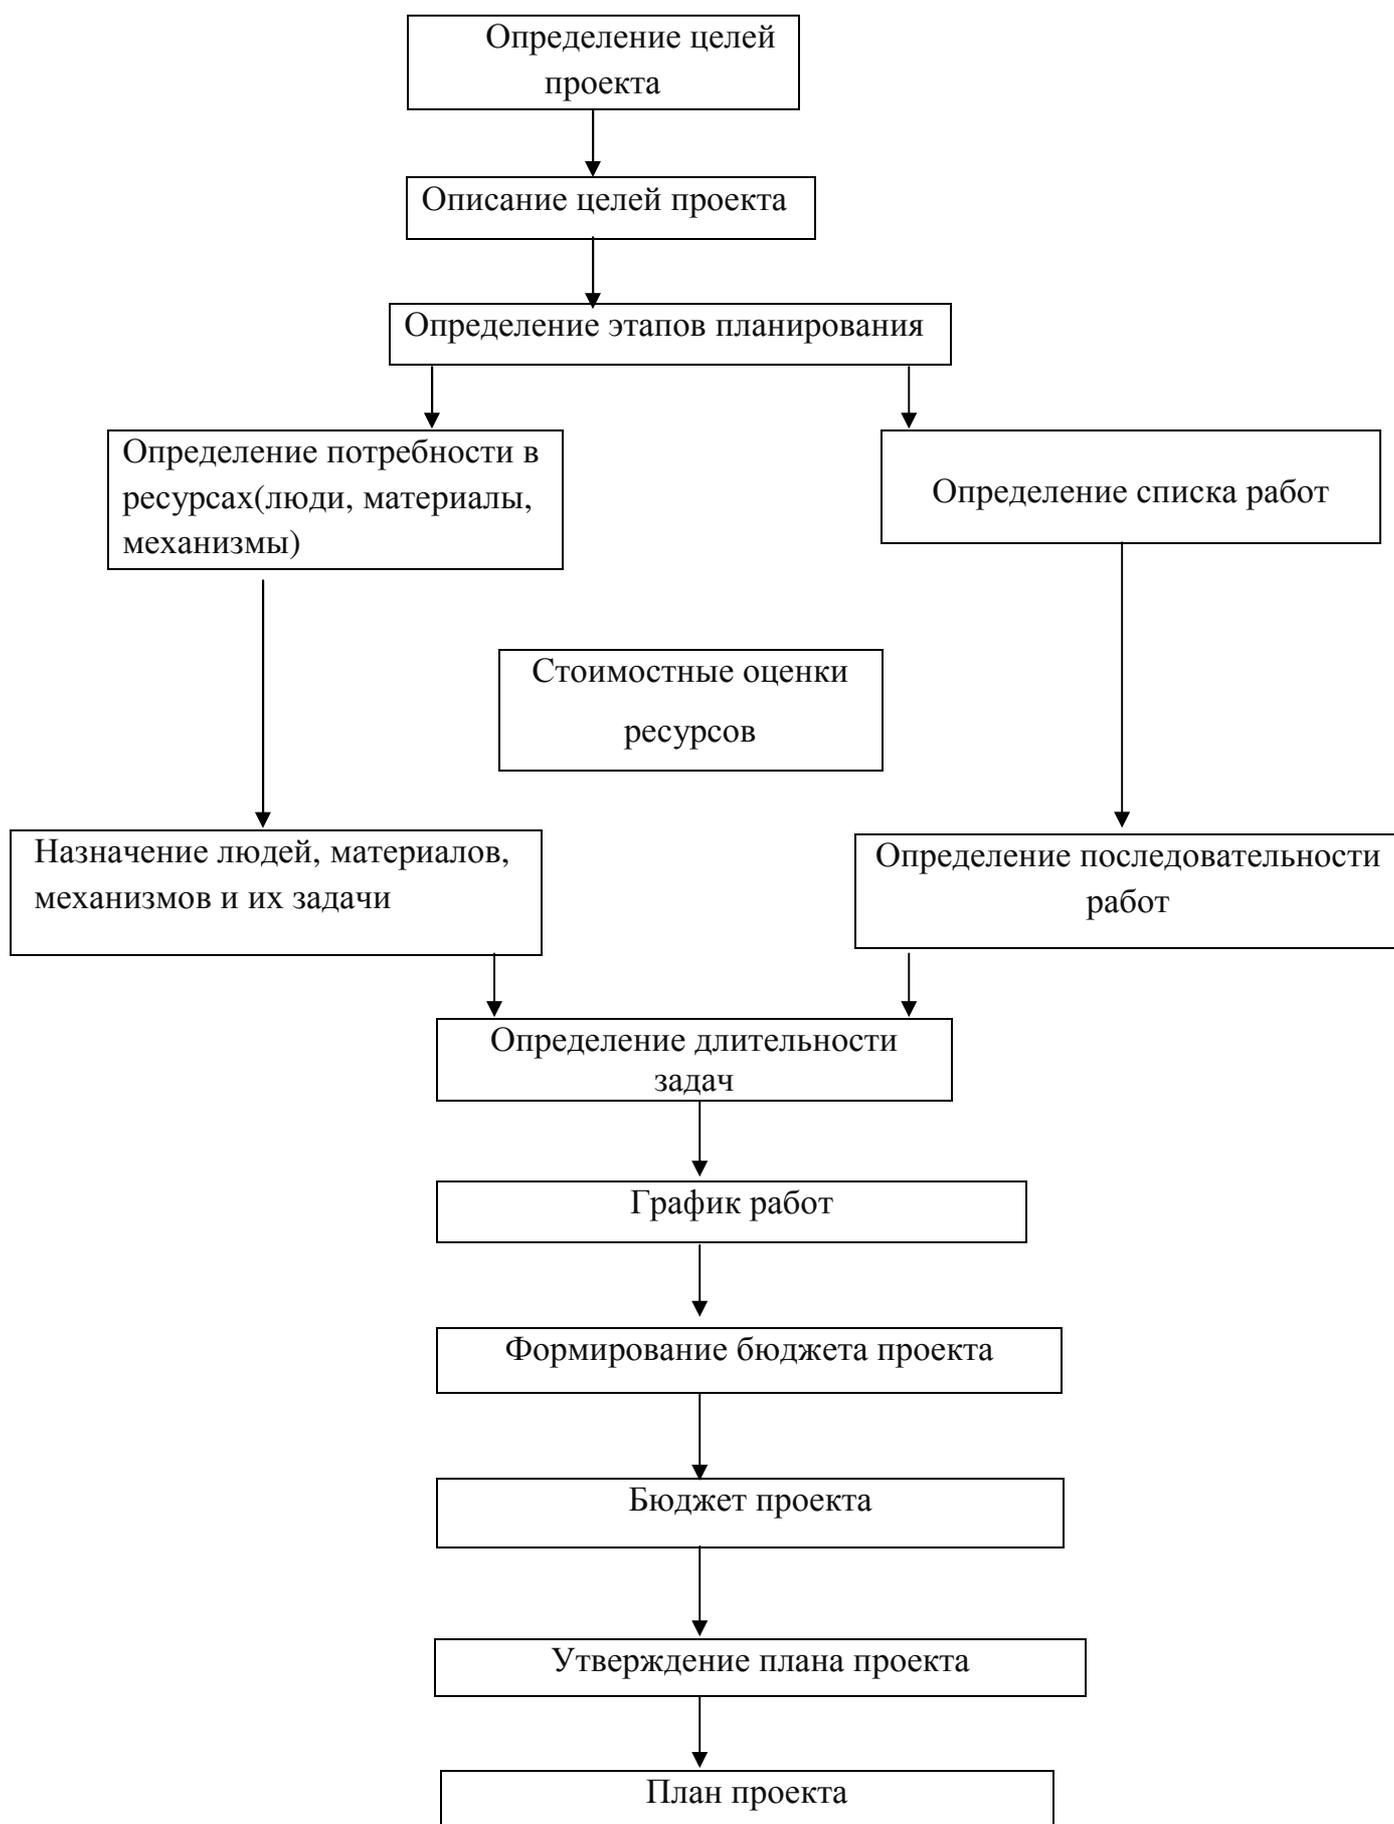 Определение целей
проекта
Описание целей проекта
Определение этапов планирования
Определение потребности в
ресурсах(люди, материалы,
механизмы)
Определение списка работ
Стоимостные оценки
ресурсов
Назначение людей, материалов,
механизмов и их задачи
Определение последовательности
работ
Определение длительности
задач
График работ
Формирование бюджета проекта
Бюджет проекта
Утверждение плана проекта
План проекта